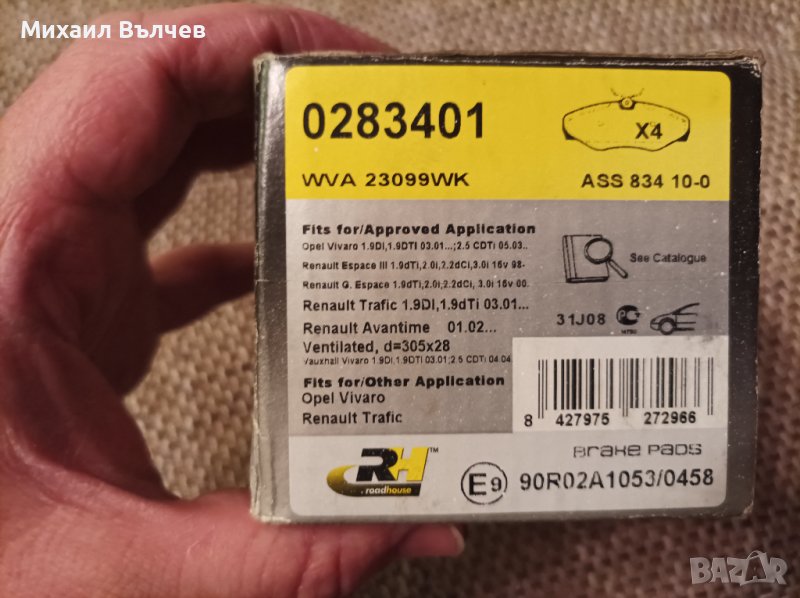 Михаил Вълчев
0283401
X4
WVA 23099WK
ASS 834 10-0
Fits for/Approved Application
Opel Vivaro 1.9DI,1.9DTI 03.01...;2.5 CDTi 05.03..
Renault Espace III 1.9dTi,2.0i,2.2dCi,3.0i 16v 98-
Renault G. Espace 1.9dTi,2.0i,2.2dCi, 3.0i 16v 00.
See Catalogue
Renault Trafic 1.9DI,1.9dTi 03.01...
31J08
Renault Avantime 01.02...
Ventilated, d=305x28
Vauxhall Vivaro 1.9DI,1.9DTI 03.01;2.5 CDTi 04.04
Fits for/Other Application
Opel Vivaro
Renault Trafic
8 427975 272966
BRAKE PADS
RH™
roadhouse
E9 90R02A1053/0458
BAZAR